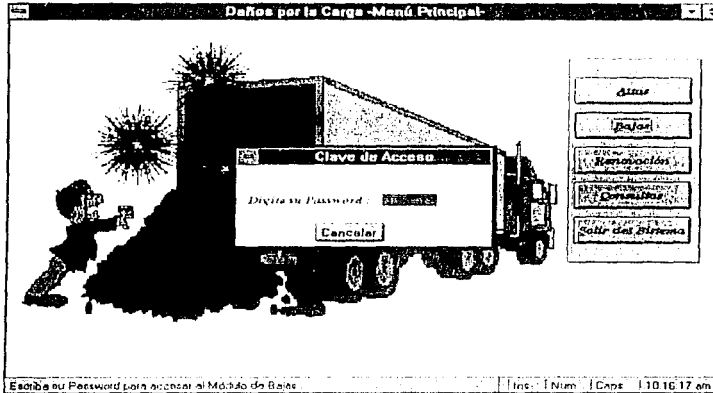 Daños por la Carga -Menú Principal-
Altas
Bajas
Renovación
Consultas
Salir del Sistema
Clave de Acceso
Digite su Password :
Cancelar
Escriba su Password para accesar al Módulo de Bajas
Ins Num Caps 10:16:17 am